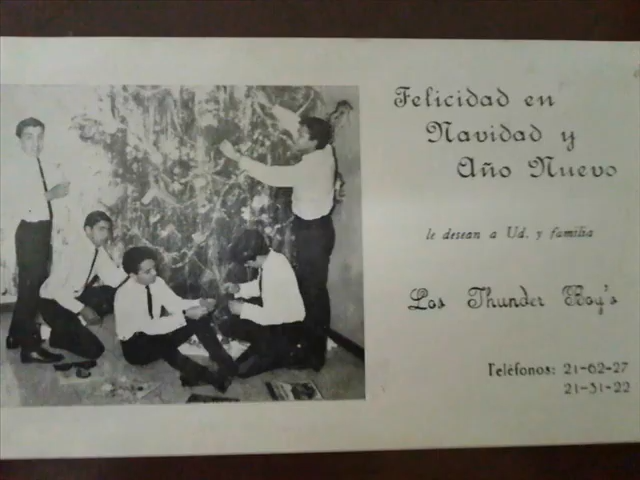 Felicidad en
Navidad y
Año Nuevo
le desean a Ud. y familia
Los Thunder Boy's
Teléfonos: 21-62-27
21-31-22